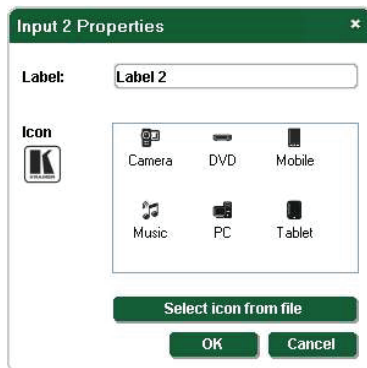 Input 2 Properties ×
Label: Label 2
Icon
K
KRAMER
Camera DVD Mobile
Music PC Tablet
Select icon from file
OK Cancel